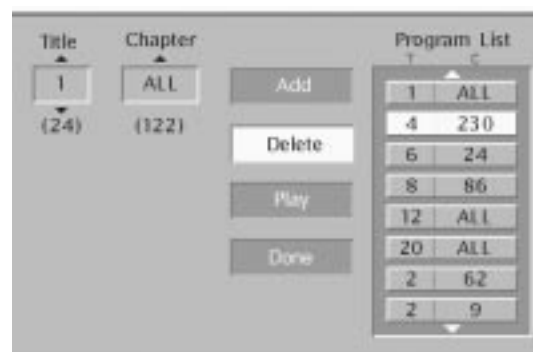 Title Chapter Program List
T C
1 ALL Add 1 ALL
(24) (122) 4 230
Delete 6 24
Play 8 86
12 ALL
Done 20 ALL
2 62
2 9